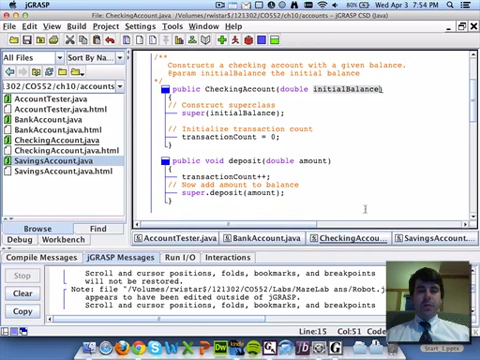 jGRASP
Wed Apr 3 7:54 PM
File: CheckingAccount.java /Volumes/rwistar$/121302/CO552/ch10/accounts – jGRASP CSD (Java)
File Edit View Build Project Settings Tools Window Help
All Files
Sort By Na...
1302/CO552/ch10/accounts
AccountTester.java
AccountTester.java.html
BankAccount.java
BankAccount.java.html
CheckingAccount.java
CheckingAccount.java.html
SavingsAccount.java
SavingsAccount.java.html
Browse
Find
Debug
Workbench
/**
Constructs a checking account with a given balance.
@param initialBalance the initial balance
*/
public CheckingAccount(double initialBalance)
{
// Construct superclass
super(initialBalance);
// Initialize transaction count
transactionCount = 0;
}
public void deposit(double amount)
{
transactionCount++;
// Now add amount to balance
super.deposit(amount);
}
AccountTester.java
BankAccount.java
CheckingAccou...
SavingsAccount...
Compile Messages
jGRASP Messages
Run I/O
Interactions
Stop
Clear
Copy
Scroll and cursor positions, folds, bookmarks, and breakpoints
will not be restored.
Note: file "/Volumes/rwistar$/121302/CO552/Labs/MazeLab ans/Robot.j
appears to have been edited outside of jGRASP.
Scroll and cursor positions, folds, bookmarks, and breakpoints
Line:15
Col:51
Start_1.pptx